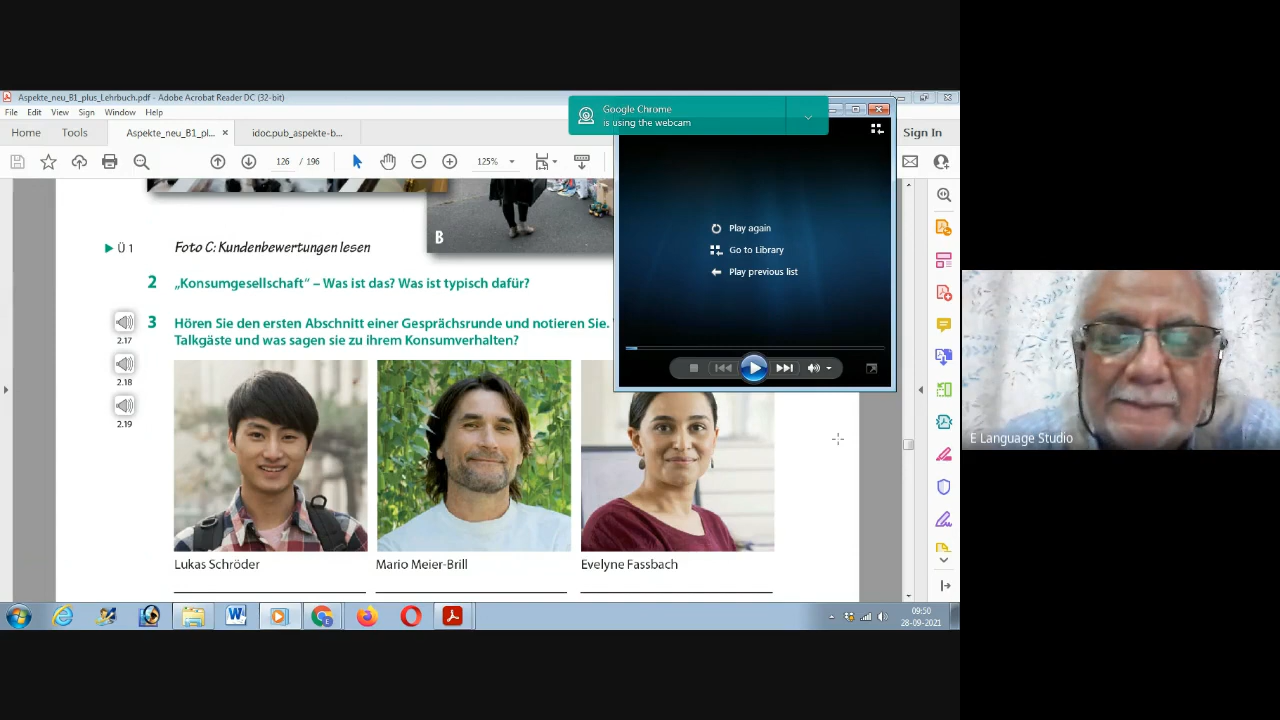 Aspekte_neu_B1_plus_Lehrbuch.pdf - Adobe Acrobat Reader DC (32-bit)
File Edit View Sign Window Help
Home Tools Aspekte_neu_B1_pl... × idoc.pub_aspekte-b... Sign In
126 / 196 125%
Google Chrome
is using the webcam
Play again
Go to Library
Play previous list
B
Ü 1 Foto C: Kundenbewertungen lesen
2 „Konsumgesellschaft“ – Was ist das? Was ist typisch dafür?
3 Hören Sie den ersten Abschnitt einer Gesprächsrunde und notieren Sie.
Talkgäste und was sagen sie zu ihrem Konsumverhalten?
2.17
2.18
2.19
Lukas Schröder Mario Meier-Brill Evelyne Fassbach
E Language Studio
09:50
28-09-2021